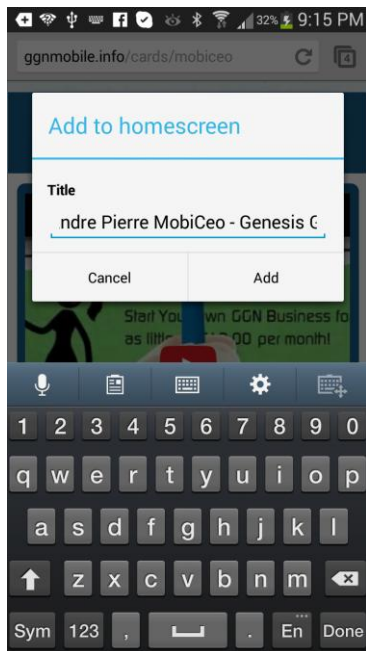 32% 9:15 PM
ggnmobile.info/cards/mobiceo
4
Add to homescreen
Title
ndre Pierre MobiCeo - Genesis G
Cancel
Add
Start You wn GGN Business fo
as little 00 per month!
1 2 3 4 5 6 7 8 9 0
q w e r t y u i o p
a s d f g h j k l
z x c v b n m
Sym 123 , . En Done